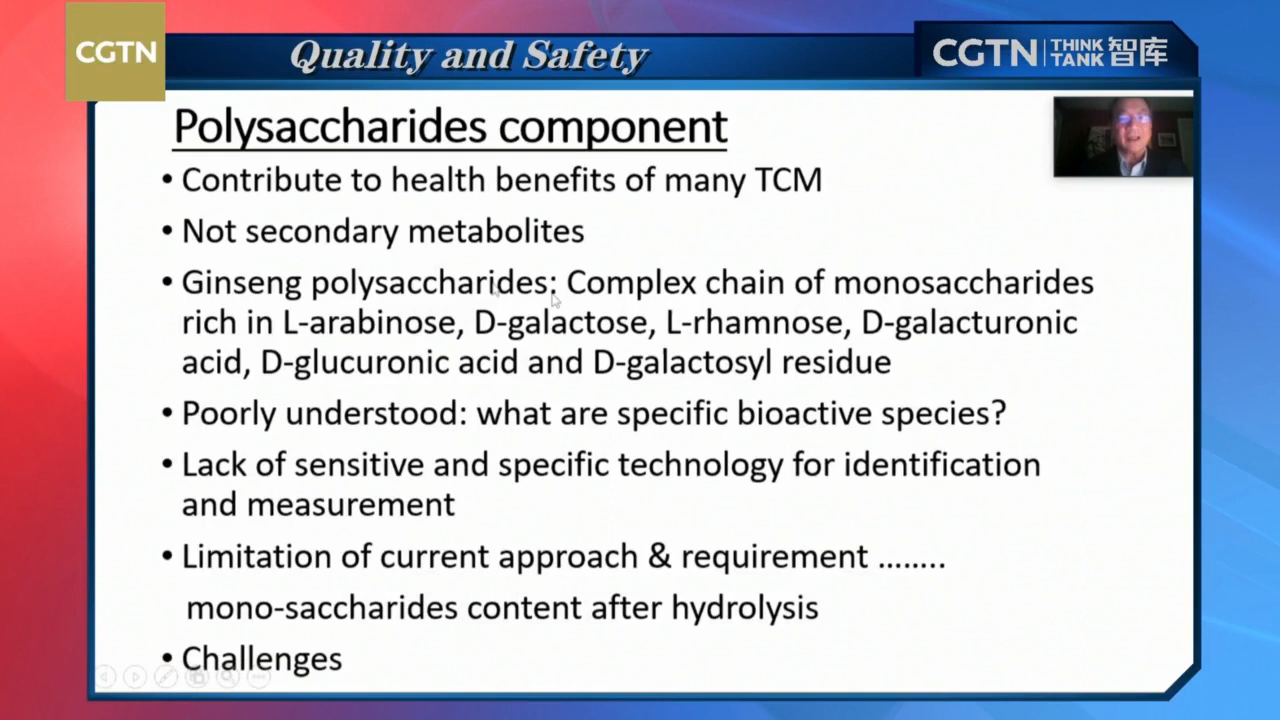 CGTN
Quality and Safety
CGTN THINK TANK 智库
Polysaccharides component
• Contribute to health benefits of many TCM
• Not secondary metabolites
• Ginseng polysaccharides: Complex chain of monosaccharides
rich in L-arabinose, D-galactose, L-rhamnose, D-galacturonic
acid, D-glucuronic acid and D-galactosyl residue
• Poorly understood: what are specific bioactive species?
• Lack of sensitive and specific technology for identification
and measurement
• Limitation of current approach & requirement ........
mono-saccharides content after hydrolysis
• Challenges